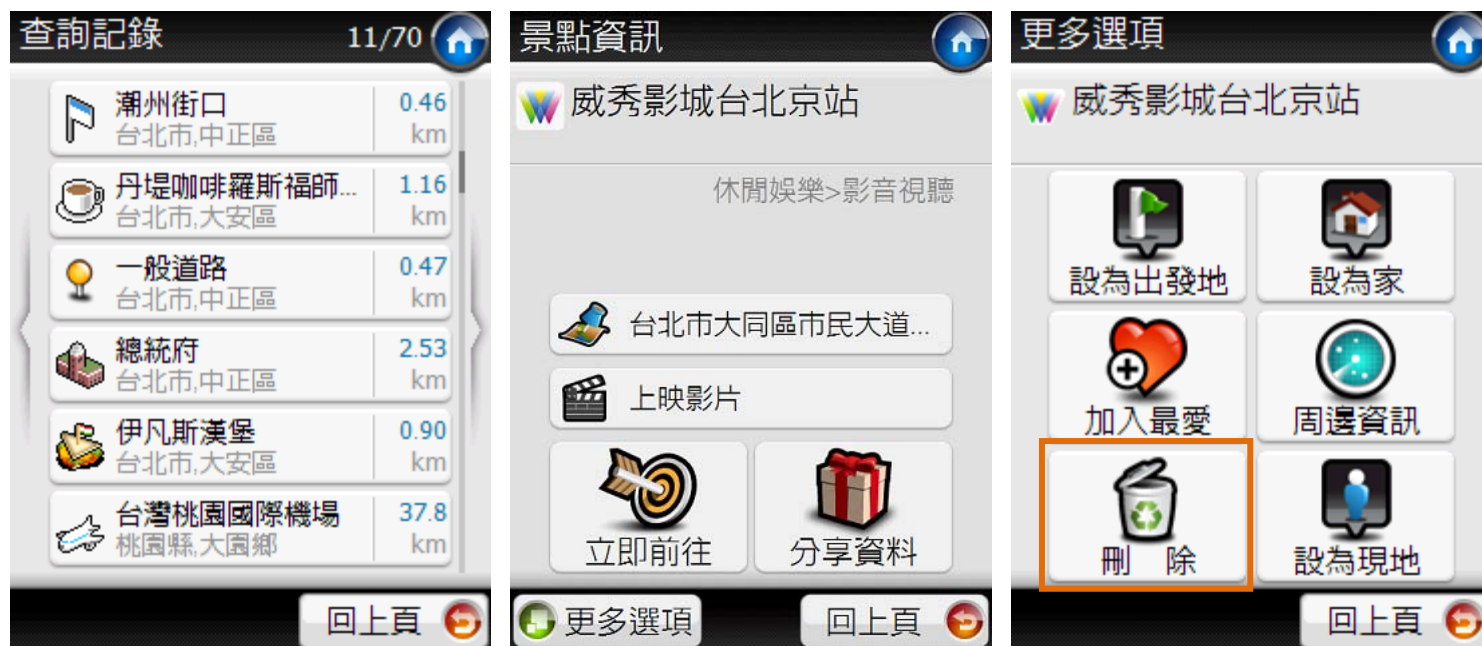 查詢記錄
11/70
潮州街口
0.46
台北市,中正區
km
丹堤咖啡羅斯福師...
1.16
台北市,大安區
km
一般道路
0.47
台北市,中正區
km
總統府
2.53
台北市,中正區
km
伊凡斯漢堡
0.90
台北市,大安區
km
台灣桃園國際機場
37.8
桃園縣,大園鄉
km
回上頁
景點資訊
威秀影城台北京站
休閒娛樂>影音視聽
台北市大同區市民大道...
上映影片
立即前往
分享資料
更多選項
回上頁
更多選項
威秀影城台北京站
設為出發地
設為家
加入最愛
周邊資訊
刪 除
設為現地
回上頁